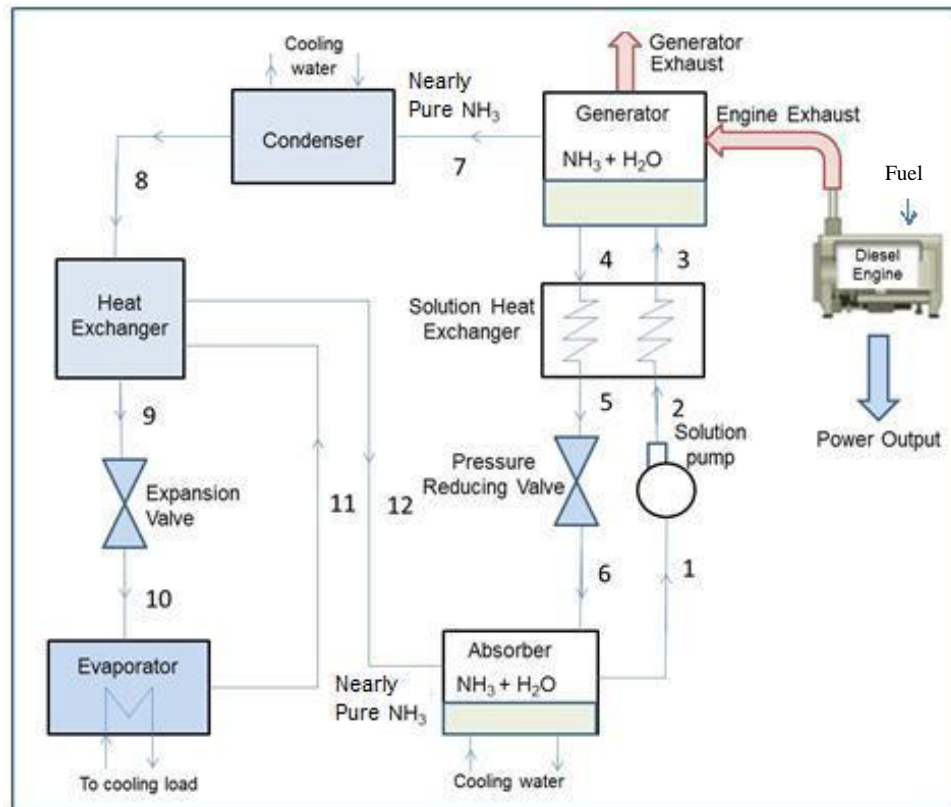 Cooling
water
Nearly
Pure NH₃
Generator
Exhaust
Condenser
Generator
NH₃ + H₂O
Engine Exhaust
7
8
Fuel
Diesel
Engine
4
3
Heat
Exchanger
Solution Heat
Exchanger
9
5
2
Solution
pump
Power Output
Pressure
Reducing Valve
Expansion
Valve
11
12
6
1
10
Evaporator
Absorber
NH₃ + H₂O
Nearly
Pure NH₃
To cooling load
Cooling water